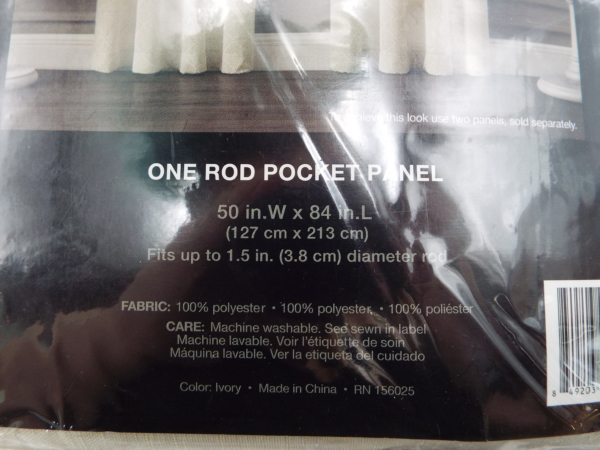 this look use two panels, sold separately.
ONE ROD POCKET PANEL
50 in.W x 84 in.L
(127 cm x 213 cm)
Fits up to 1.5 in. (3.8 cm) diameter rod
FABRIC: 100% polyester • 100% polyester • 100% poliéster
CARE: Machine washable. See sewn in label
Machine lavable. Voir l'étiquette de soin
Máquina lavable. Ver la etiqueta del cuidado
Color: Ivory • Made in China • RN 156025
8 49203